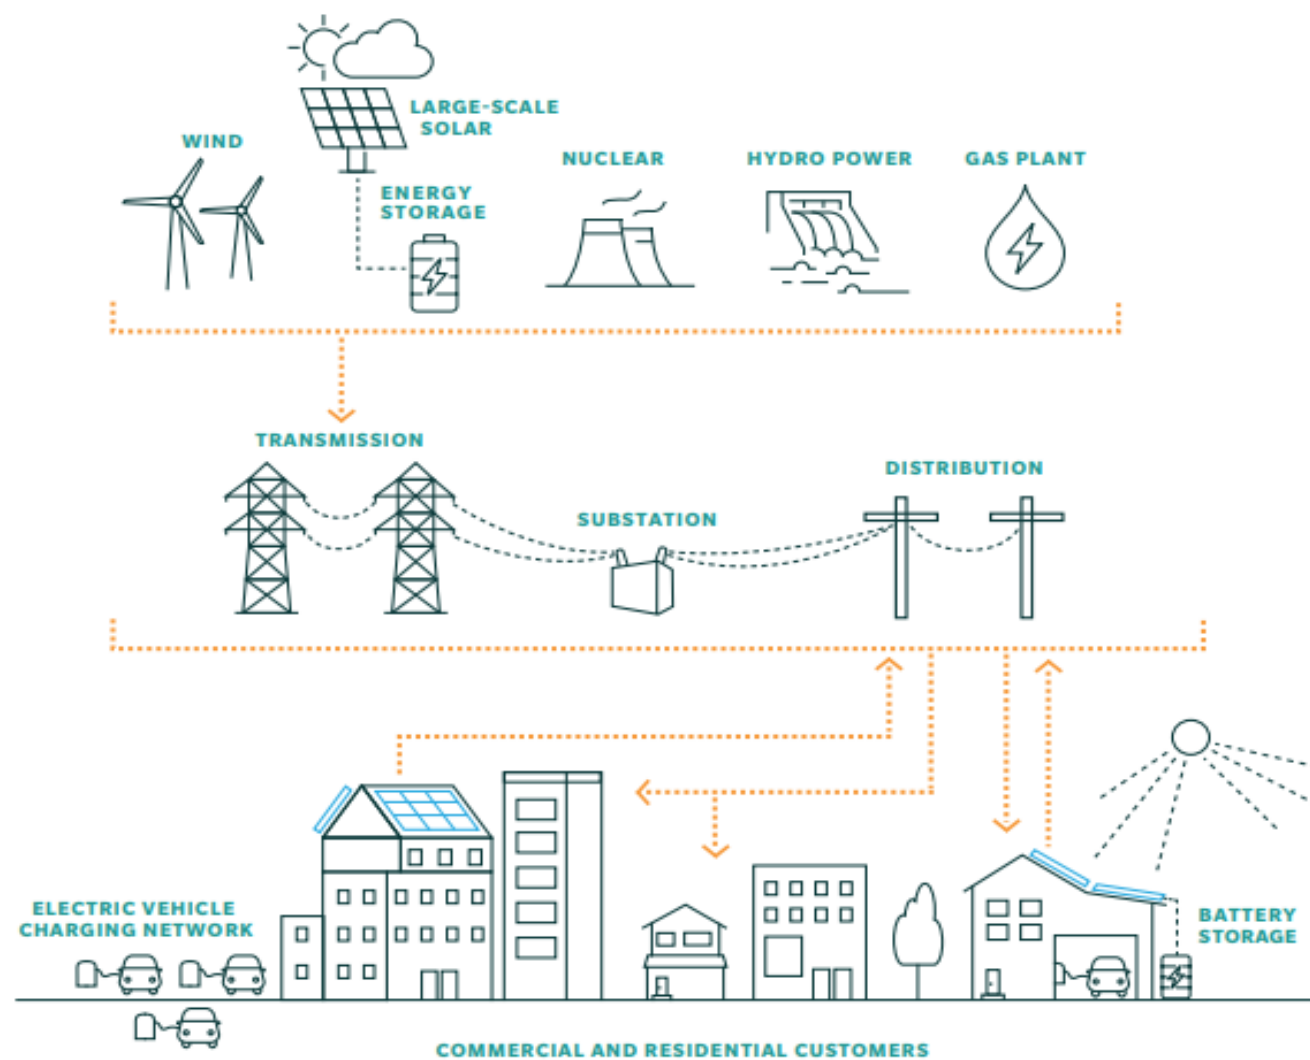 LARGE-SCALE
SOLAR
WIND
NUCLEAR
HYDRO POWER
GAS PLANT
ENERGY
STORAGE
TRANSMISSION
DISTRIBUTION
SUBSTATION
ELECTRIC VEHICLE
CHARGING NETWORK
BATTERY
STORAGE
COMMERCIAL AND RESIDENTIAL CUSTOMERS